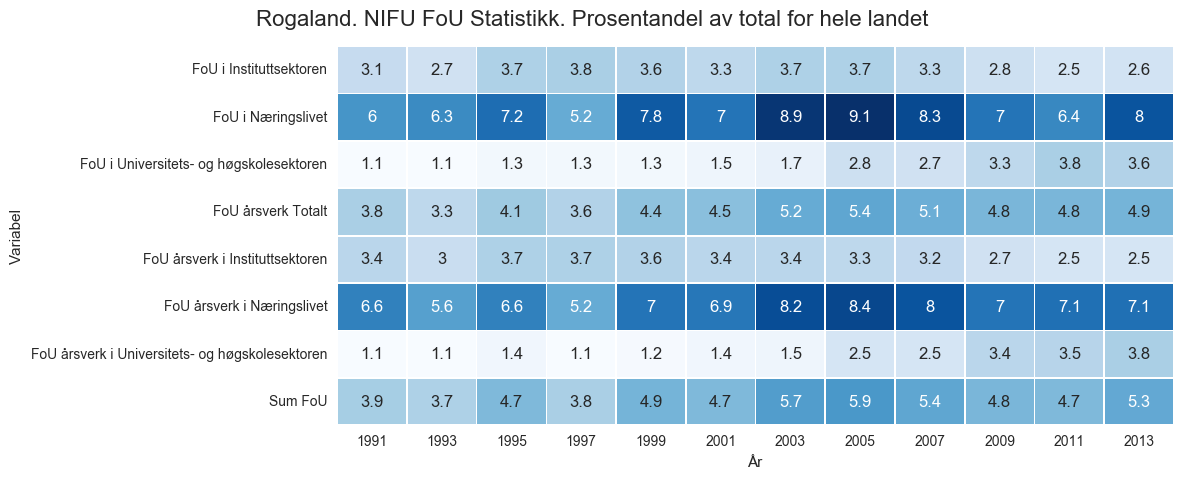 Rogaland. NIFU FoU Statistikk. Prosentandel av total for hele landet
Variabel
FoU i Instituttsektoren 3.1 2.7 3.7 3.8 3.6 3.3 3.7 3.7 3.3 2.8 2.5 2.6
FoU i Næringslivet 6 6.3 7.2 5.2 7.8 7 8.9 9.1 8.3 7 6.4 8
FoU i Universitets- og høgskolesektoren 1.1 1.1 1.3 1.3 1.3 1.5 1.7 2.8 2.7 3.3 3.8 3.6
FoU årsverk Totalt 3.8 3.3 4.1 3.6 4.4 4.5 5.2 5.4 5.1 4.8 4.8 4.9
FoU årsverk i Instituttsektoren 3.4 3 3.7 3.7 3.6 3.4 3.4 3.3 3.2 2.7 2.5 2.5
FoU årsverk i Næringslivet 6.6 5.6 6.6 5.2 7 6.9 8.2 8.4 8 7 7.1 7.1
FoU årsverk i Universitets- og høgskolesektoren 1.1 1.1 1.4 1.1 1.2 1.4 1.5 2.5 2.5 3.4 3.5 3.8
Sum FoU 3.9 3.7 4.7 3.8 4.9 4.7 5.7 5.9 5.4 4.8 4.7 5.3
1991 1993 1995 1997 1999 2001 2003 2005 2007 2009 2011 2013
År